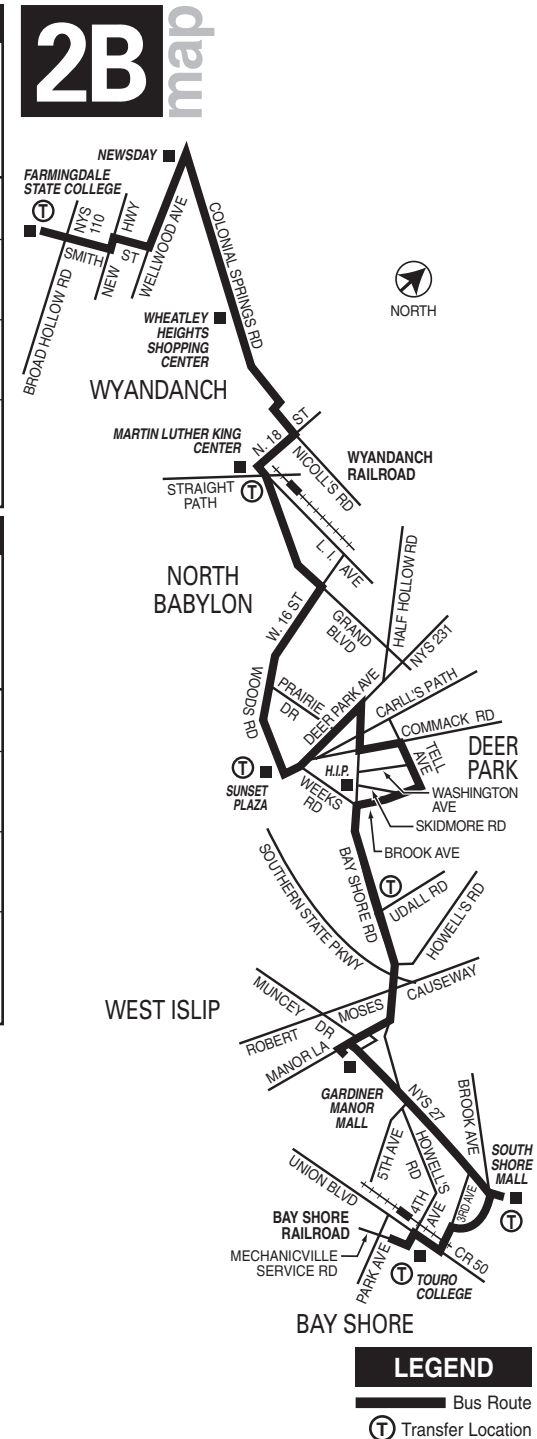 2B
map
NEWSDAY
FARMINGDALE
STATE COLLEGE
T
NYS
110
HWY
SMITH
NEW
ST
WELLWOOD AVE
BROAD HOLLOW RD
COLONIAL SPRINGS RD
NORTH
WHEATLEY
HEIGHTS
SHOPPING
CENTER
WYANDANCH
MARTIN LUTHER KING
CENTER
N. 18
ST
NICOLL'S RD
WYANDANCH
RAILROAD
STRAIGHT
PATH
T
L. I. AVE
NORTH
BABYLON
W. 16 ST
GRAND
BLVD
HALF HOLLOW RD
NYS 231
WOODS RD
PRAIRIE
DR
DEER PARK AVE
CARLL'S PATH
COMMACK RD
TELL
AVE
DEER
PARK
T
SUNSET
PLAZA
WEEKS
RD
H.I.P.
WASHINGTON
AVE
SKIDMORE RD
BROOK AVE
BAY SHORE RD
T
UDALL RD
SOUTHERN STATE PKWY
HOWELL'S RD
WEST ISLIP
MUNCEY
DR
ROBERT
MOSES
CAUSEWAY
MANOR LA
GARDINER
MANOR
MALL
NYS 27
BROOK AVE
SOUTH
SHORE
MALL
T
5TH AVE
HOWELL'S
RD
UNION BLVD
4TH
AVE
3RD AVE
BAY SHORE
RAILROAD
MECHANICVILLE
SERVICE RD
PARK AVE
T
TOURO
COLLEGE
CR 50
BAY SHORE
LEGEND
Bus Route
T Transfer Location